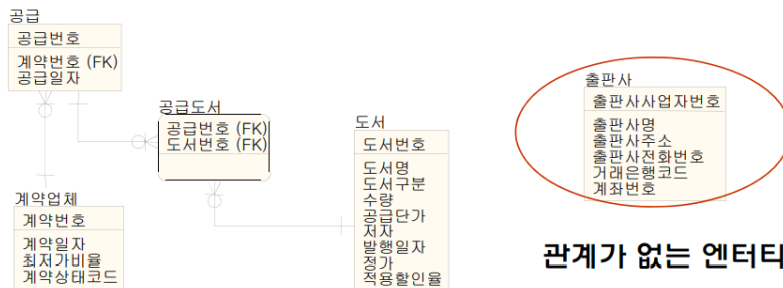 공급
공급번호
계약번호 (FK)
공급일자
공급도서
공급번호 (FK)
도서번호 (FK)
계약업체
계약번호
계약일자
최저가비율
계약상태코드
도서
도서번호
도서명
도서구분
수량
공급단가
저자
발행일자
정가
적용할인율
출판사
출판사사업자번호
출판사명
출판사주소
출판사전화번호
거래은행코드
계좌번호
관계가 없는 엔터티